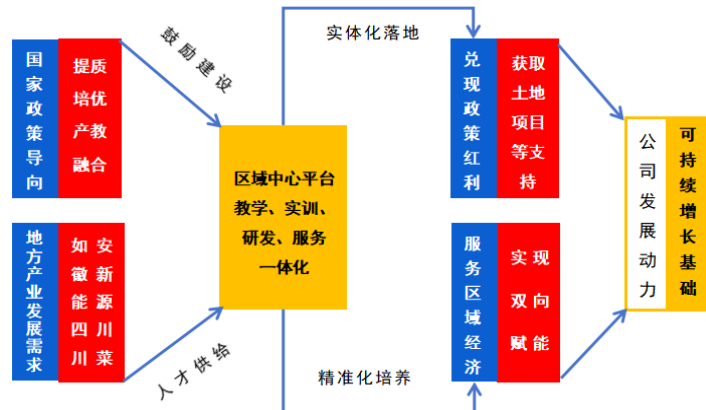 国家政策导向
提质
培优
产教
融合
鼓励建设
地方产业发展需求
如安
徽新
能源
四川
川菜
人才供给
区域中心平台
教学、实训、
研发、服务
一体化
实体化落地
兑现政策红利
获取
土地
项目
等支
持
精准化培养
服务区域经济
实现
双向
赋能
公司发展动力
可持续增长基础